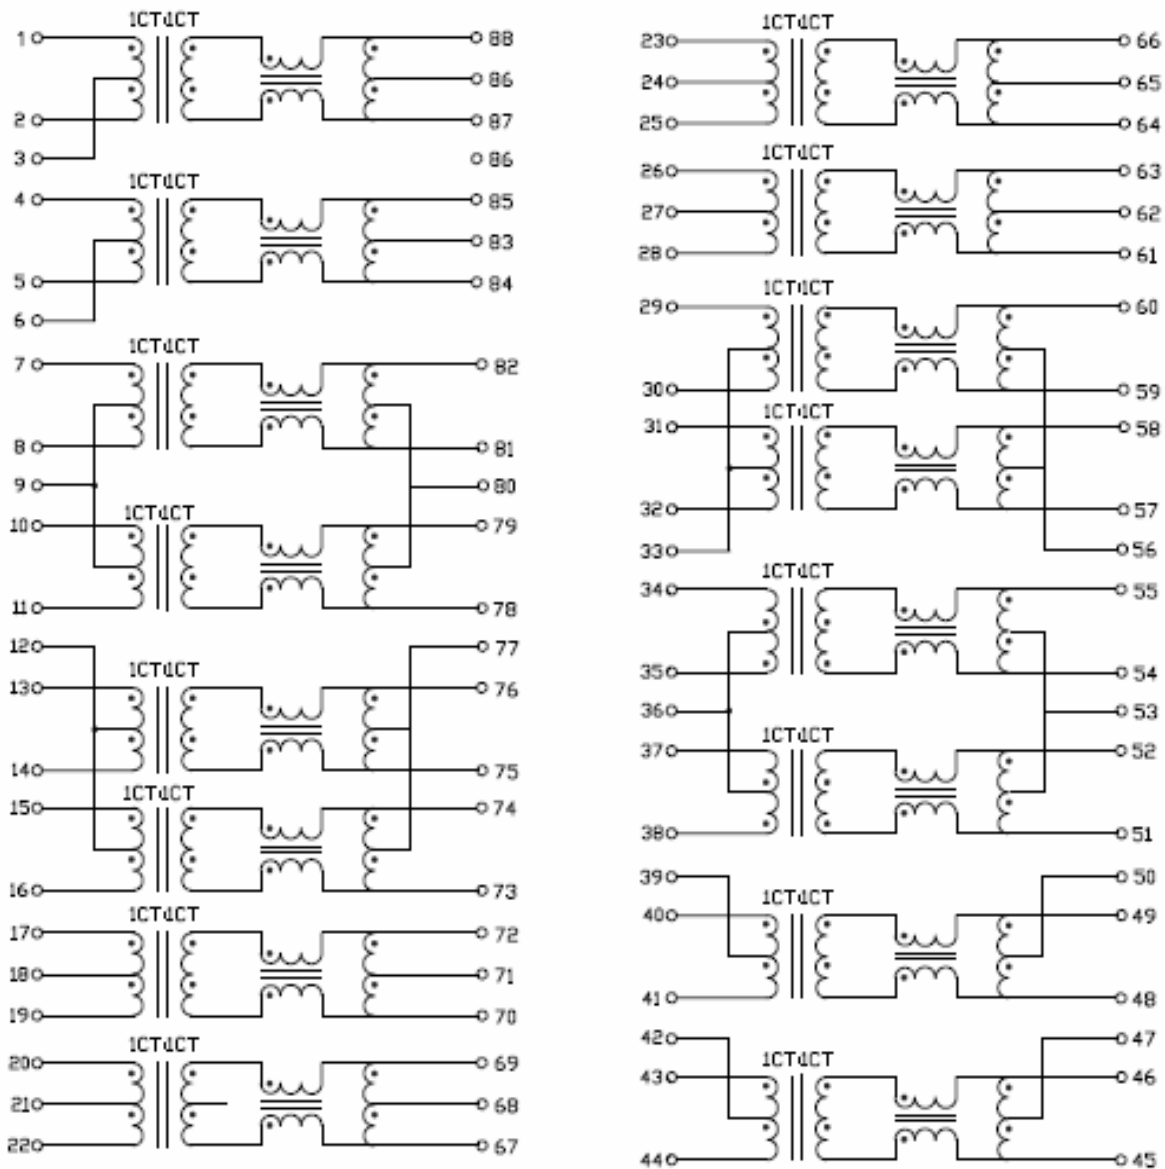 1CT:1CT
1 88
86
2 87
3 86
1CT:1CT
4 85
83
5 84
6
1CT:1CT
7 82
8 81
9 80
1CT:1CT
10 79
11 78
12 77
1CT:1CT
13 76
14 75
1CT:1CT
15 74
16 73
1CT:1CT
17 72
18 71
19 70
1CT:1CT
20 69
21 68
22 67
1CT:1CT
23 66
24 65
25 64
1CT:1CT
26 63
27 62
28 61
1CT:1CT
29 60
30 59
1CT:1CT
31 58
32 57
33 56
1CT:1CT
34 55
35 54
36 53
1CT:1CT
37 52
38 51
39 50
1CT:1CT
40 49
41 48
42 47
1CT:1CT
43 46
44 45